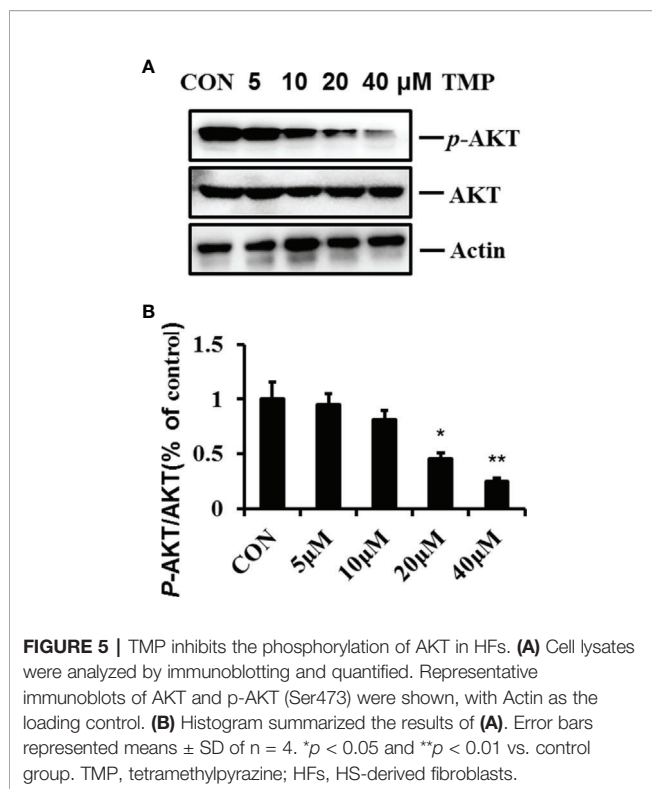 A
CON 5 10 20 40 μM TMP
p-AKT
AKT
Actin
B
P-AKT/AKT(% of control)
1.5
1
0.5
0
*
**
CON
5μM
10μM
20μM
40μM
FIGURE 5 | TMP inhibits the phosphorylation of AKT in HFs. (A) Cell lysates
were analyzed by immunoblotting and quantified. Representative
immunoblots of AKT and p-AKT (Ser473) were shown, with Actin as the
loading control. (B) Histogram summarized the results of (A). Error bars
represented means ± SD of n = 4. *p < 0.05 and **p < 0.01 vs. control
group. TMP, tetramethylpyrazine; HFs, HS-derived fibroblasts.